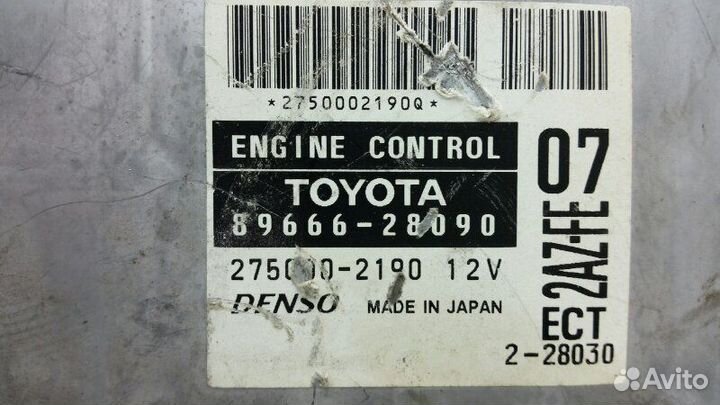 *2750002190Q*
ENGINE CONTROL
TOYOTA
89666-28090
275000-2190 12V
DENSO MADE IN JAPAN
07
2AZ-FE
ECT
2-28030
Avito